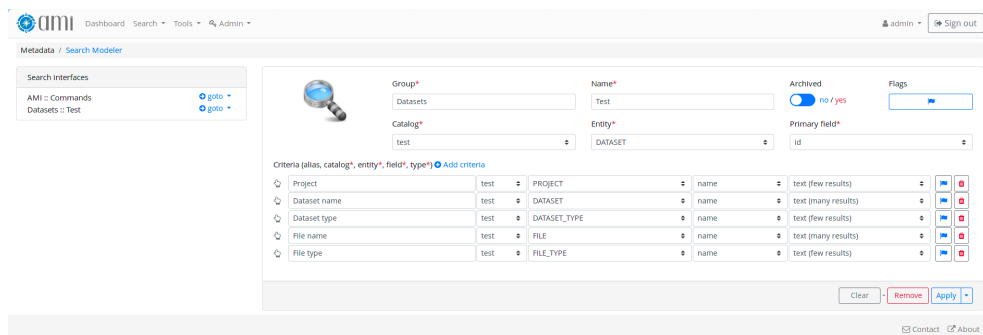 ami Dashboard Search Tools Admin admin Sign out
Metadata / Search Modeler
Search Interfaces
AMI :: Commands goto
Datasets :: Test goto
Group* Name* Archived Flags
Datasets Test no / yes
Catalog* Entity* Primary field*
test DATASET id
Criteria (alias, catalog*, entity*, field*, type*) Add criteria
Project test PROJECT name text (few results)
Dataset name test DATASET name text (many results)
Dataset type test DATASET_TYPE name text (few results)
File name test FILE name text (many results)
File type test FILE_TYPE name text (few results)
Clear - Remove Apply
Contact About